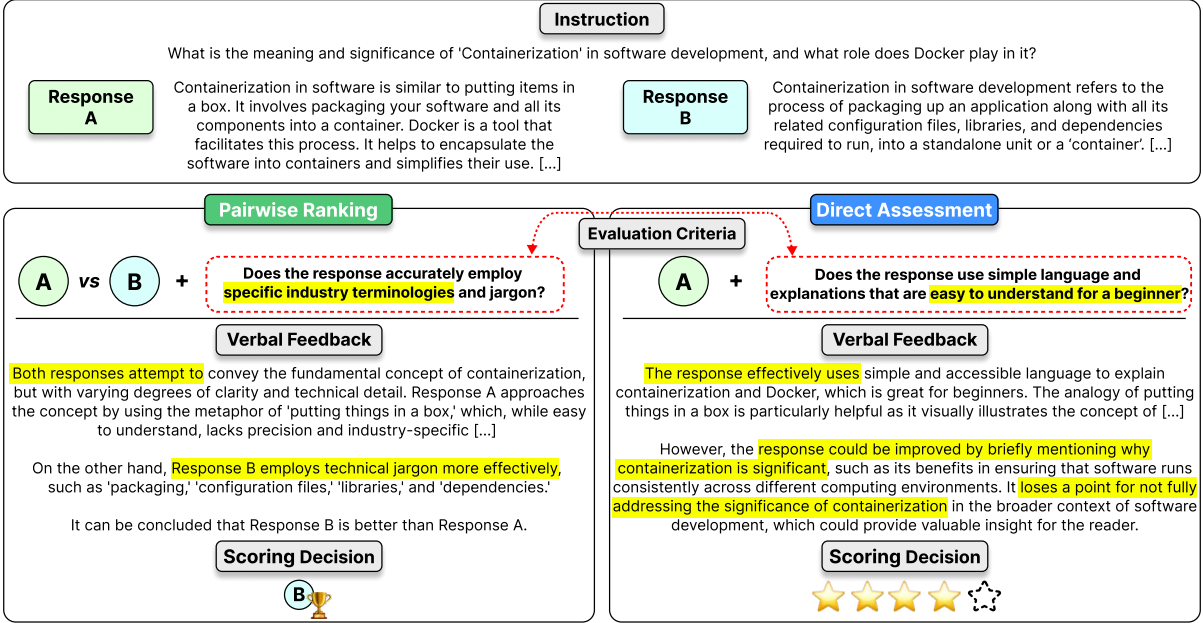 Instruction
What is the meaning and significance of 'Containerization' in software development, and what role does Docker play in it?
Response
A
Containerization in software is similar to putting items in
a box. It involves packaging your software and all its
components into a container. Docker is a tool that
facilitates this process. It helps to encapsulate the
software into containers and simplifies their use. [...]
Response
B
Containerization in software development refers to the
process of packaging up an application along with all its
related configuration files, libraries, and dependencies
required to run, into a standalone unit or a ‘container’. [...]
Pairwise Ranking
Direct Assessment
Evaluation Criteria
A vs B +
Does the response accurately employ
specific industry terminologies and jargon?
Verbal Feedback
Both responses attempt to convey the fundamental concept of containerization,
but with varying degrees of clarity and technical detail. Response A approaches
the concept by using the metaphor of 'putting things in a box,' which, while easy
to understand, lacks precision and industry-specific [...]
On the other hand, Response B employs technical jargon more effectively,
such as 'packaging,' 'configuration files,' 'libraries,' and 'dependencies.'
It can be concluded that Response B is better than Response A.
Scoring Decision
B
A +
Does the response use simple language and
explanations that are easy to understand for a beginner?
Verbal Feedback
The response effectively uses simple and accessible language to explain
containerization and Docker, which is great for beginners. The analogy of putting
things in a box is particularly helpful as it visually illustrates the concept of [...]
However, the response could be improved by briefly mentioning why
containerization is significant, such as its benefits in ensuring that software runs
consistently across different computing environments. It loses a point for not fully
addressing the significance of containerization in the broader context of software
development, which could provide valuable insight for the reader.
Scoring Decision